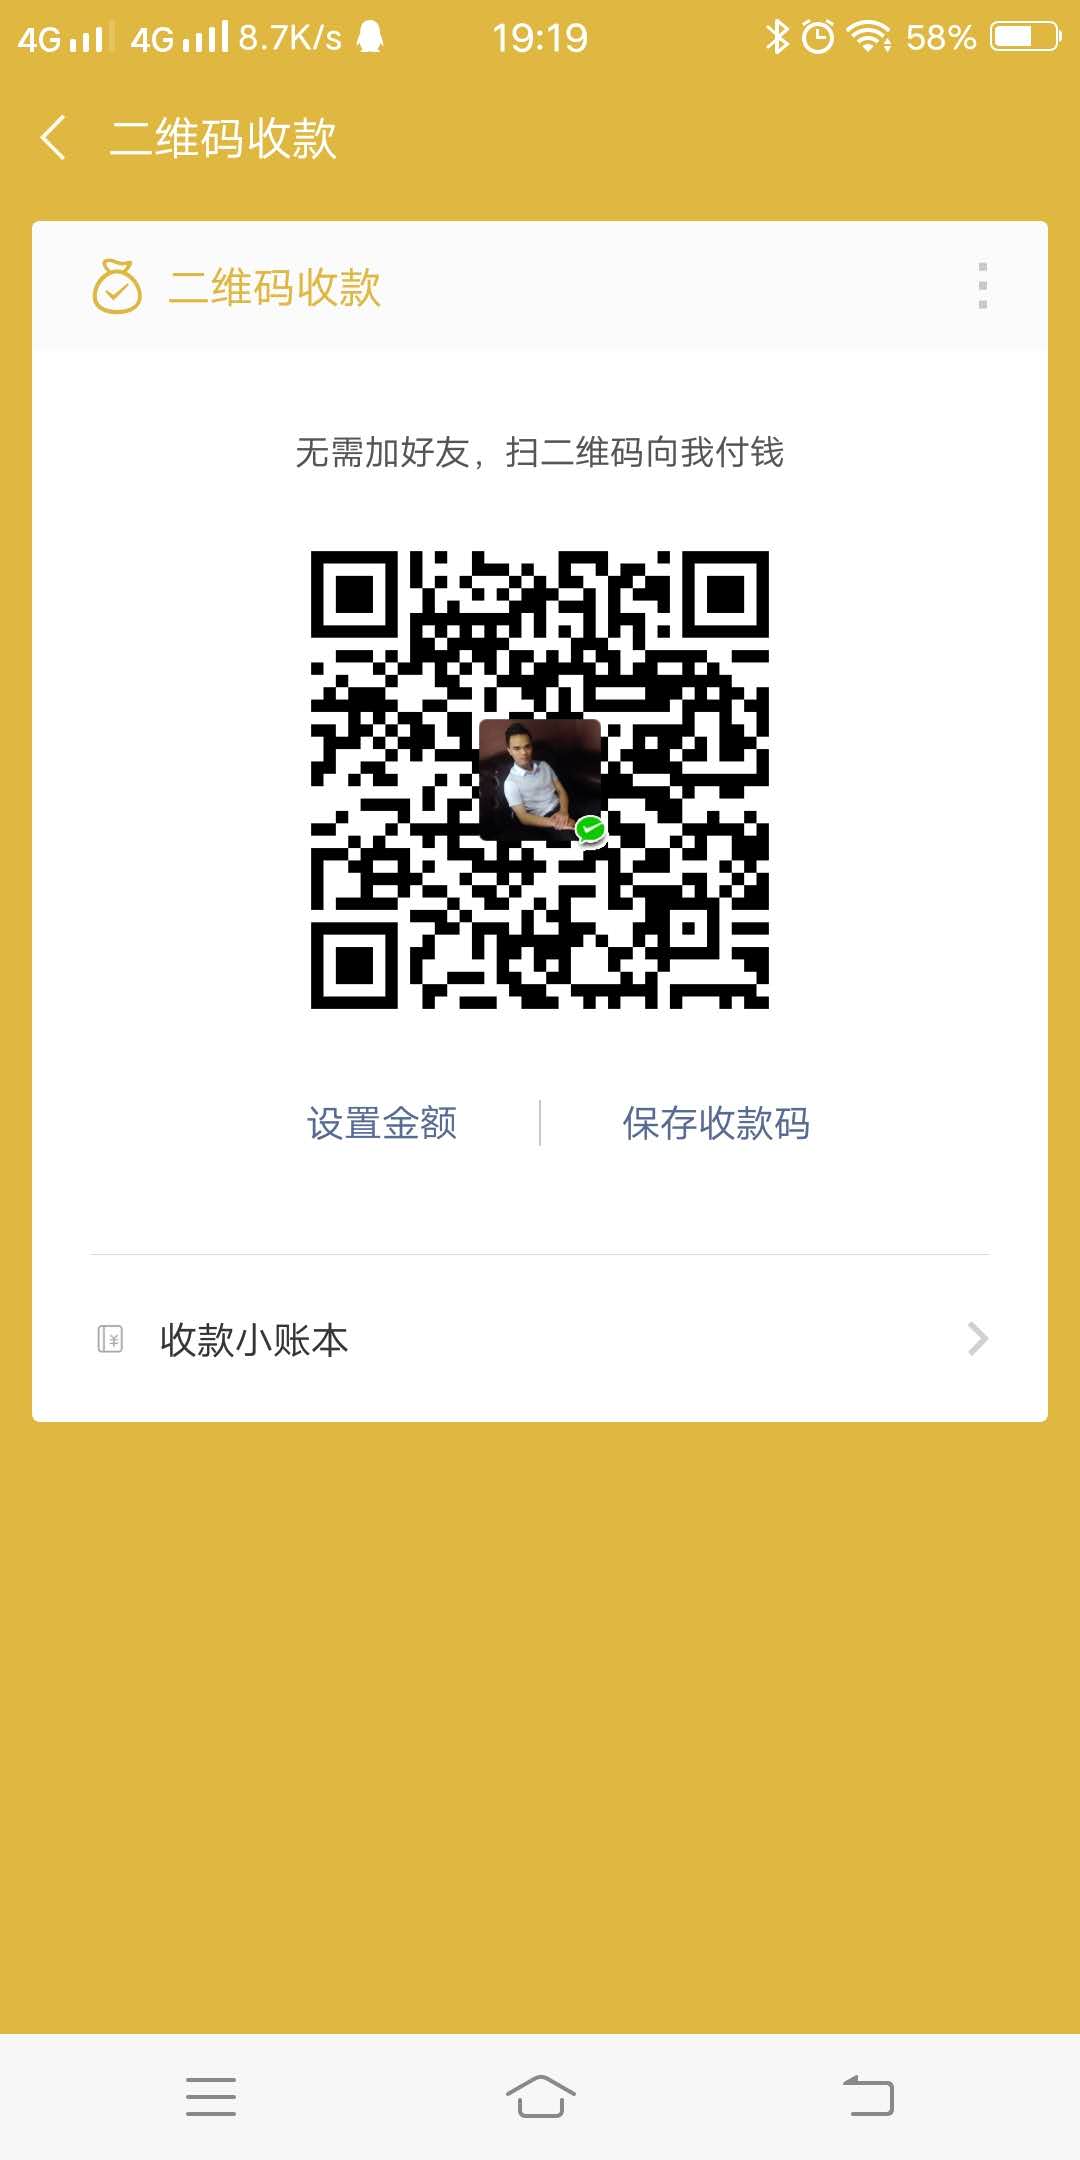 4G 4G 8.7K/s 19:19 58%
二维码收款
二维码收款
无需加好友，扫二维码向我付钱
设置金额 保存收款码
收款小账本